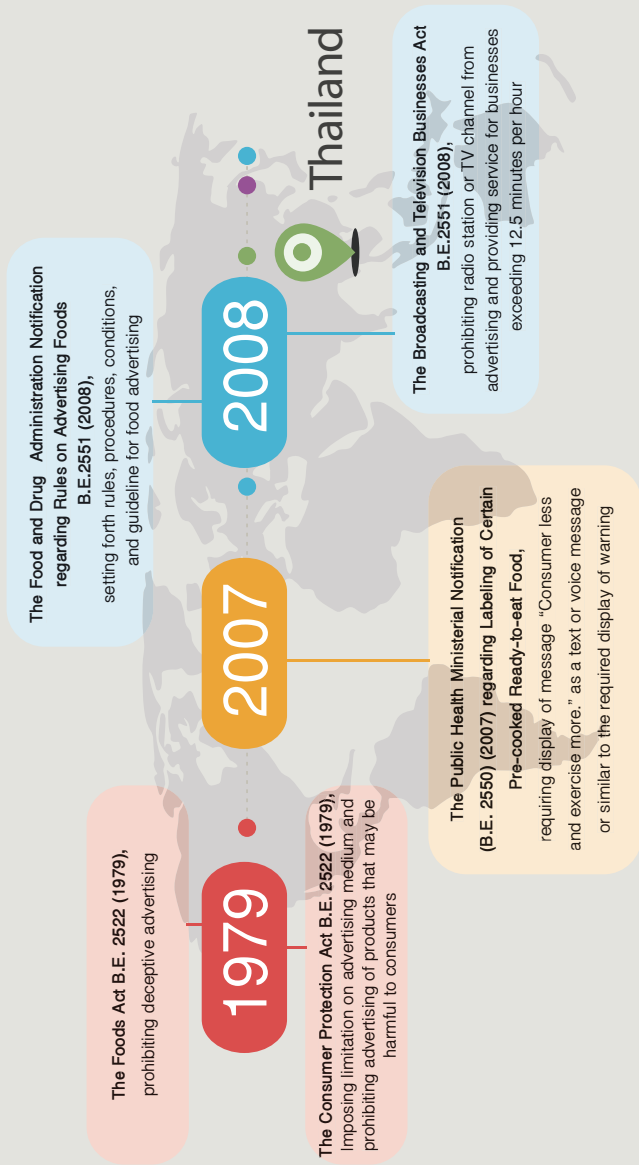 The Foods Act B.E. 2522 (1979),
prohibiting deceptive advertising
1979
The Consumer Protection Act B.E. 2522 (1979),
Imposing limitation on advertising medium and
prohibiting advertising of products that may be
harmful to consumers
2007
The Public Health Ministerial Notification
(B.E. 2550) (2007) regarding Labeling of Certain
Pre-cooked Ready-to-eat Food,
requiring display of message “Consumer less
and exercise more.” as a text or voice message
or similar to the required display of warning
The Food and Drug Administration Notification
regarding Rules on Advertising Foods
B.E.2551 (2008),
setting forth rules, procedures, conditions,
and guideline for food advertising
2008
The Broadcasting and Television Businesses Act
B.E.2551 (2008),
prohibiting radio station or TV channel from
advertising and providing service for businesses
exceeding 12.5 minutes per hour
Thailand